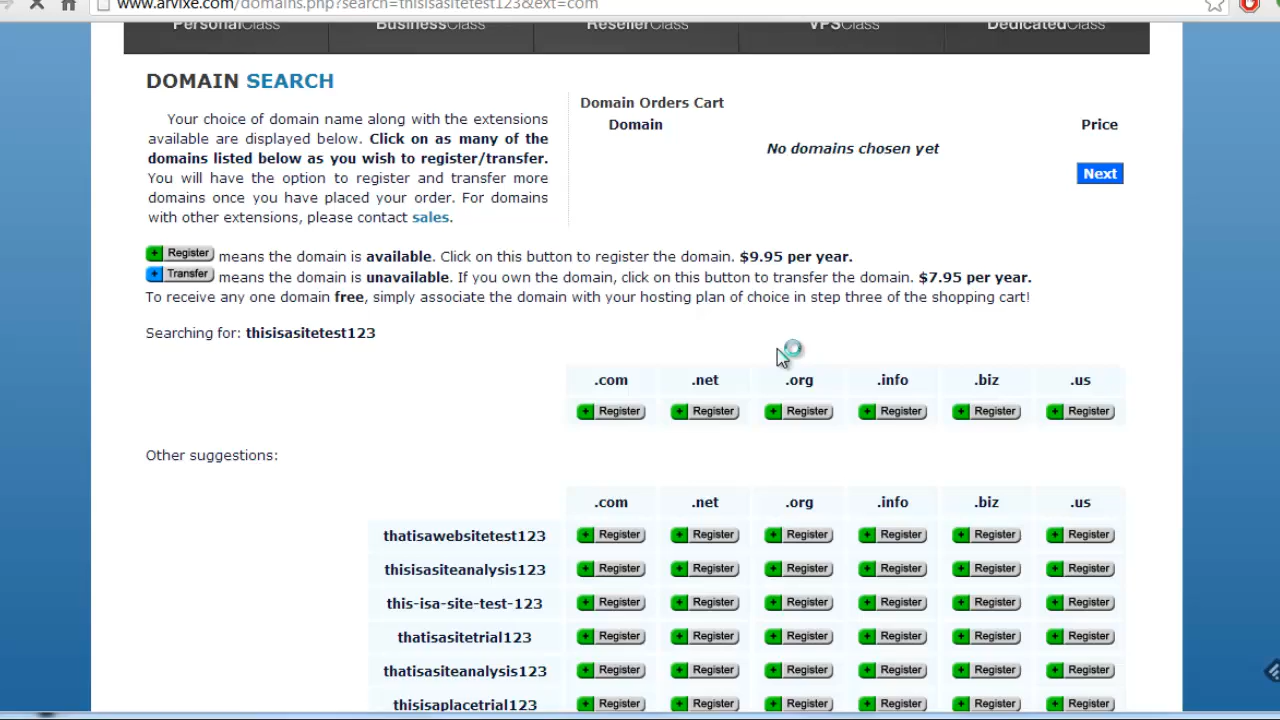 www.arvixe.com/domains.php?search=thisisasitetest123&ext=com
PersonalClass BusinessClass ResellerClass VPSClass DedicatedClass
DOMAIN SEARCH
Your choice of domain name along with the extensions
available are displayed below. Click on as many of the
domains listed below as you wish to register/transfer.
You will have the option to register and transfer more
domains once you have placed your order. For domains
with other extensions, please contact sales.
Domain Orders Cart
Domain Price
No domains chosen yet
Next
+ Register means the domain is available. Click on this button to register the domain. $9.95 per year.
+ Transfer means the domain is unavailable. If you own the domain, click on this button to transfer the domain. $7.95 per year.
To receive any one domain free, simply associate the domain with your hosting plan of choice in step three of the shopping cart!
Searching for: thisisasitetest123
.com .net .org .info .biz .us
+ Register + Register + Register + Register + Register + Register
Other suggestions:
.com .net .org .info .biz .us
thatisawebsitetest123 + Register + Register + Register + Register + Register + Register
thisisasiteanalysis123 + Register + Register + Register + Register + Register + Register
this-isa-site-test-123 + Register + Register + Register + Register + Register + Register
thatisasitetrial123 + Register + Register + Register + Register + Register + Register
thatisasiteanalysis123 + Register + Register + Register + Register + Register + Register
thisisaplacetrial123 + Register + Register + Register + Register + Register + Register